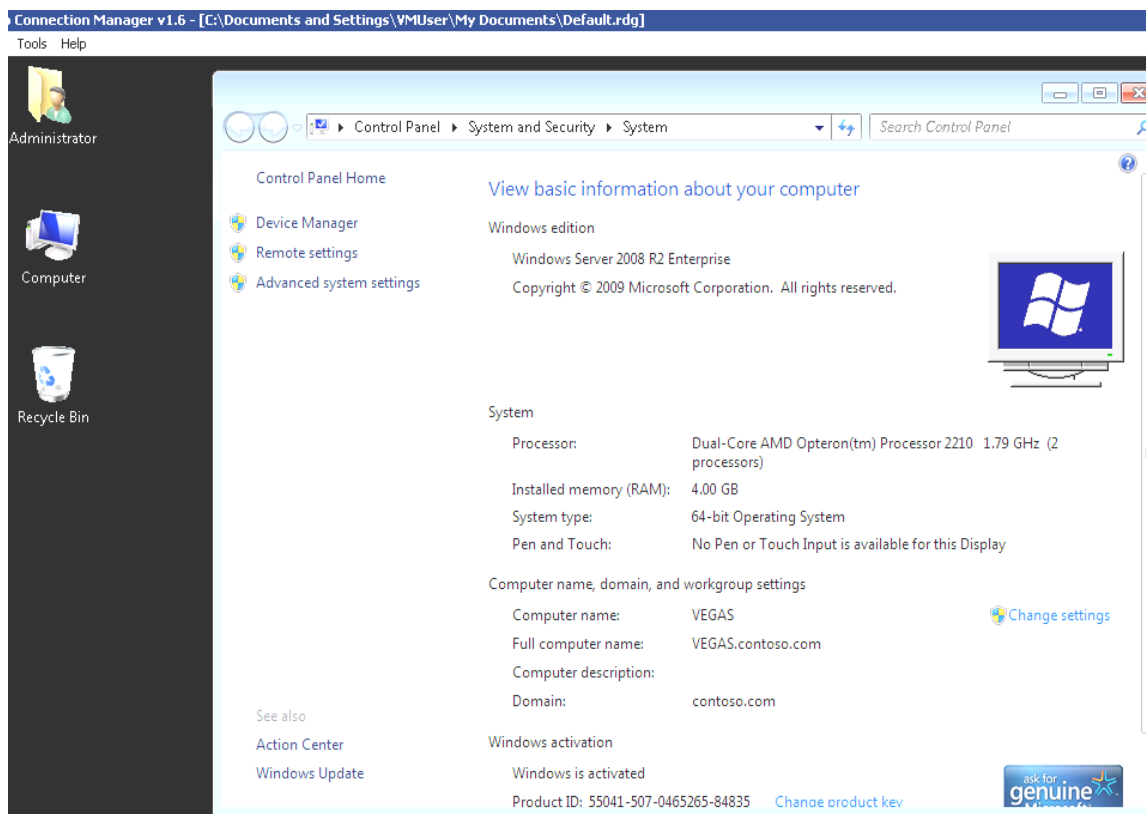 Connection Manager v1.6 - [C:\Documents and Settings\VMUser\My Documents\Default.rdg]
Tools Help
Administrator
Computer
Recycle Bin
Control Panel System and Security System
Search Control Panel
Control Panel Home
Device Manager
Remote settings
Advanced system settings
See also
Action Center
Windows Update
View basic information about your computer
Windows edition
Windows Server 2008 R2 Enterprise
Copyright © 2009 Microsoft Corporation. All rights reserved.
System
Processor: Dual-Core AMD Opteron(tm) Processor 2210 1.79 GHz (2
processors)
Installed memory (RAM): 4.00 GB
System type: 64-bit Operating System
Pen and Touch: No Pen or Touch Input is available for this Display
Computer name, domain, and workgroup settings
Computer name: VEGAS
Change settings
Full computer name: VEGAS.contoso.com
Computer description:
Domain: contoso.com
Windows activation
Windows is activated
Product ID: 55041-507-0465265-84835 Change product key
ask for
genuine
Microsoft